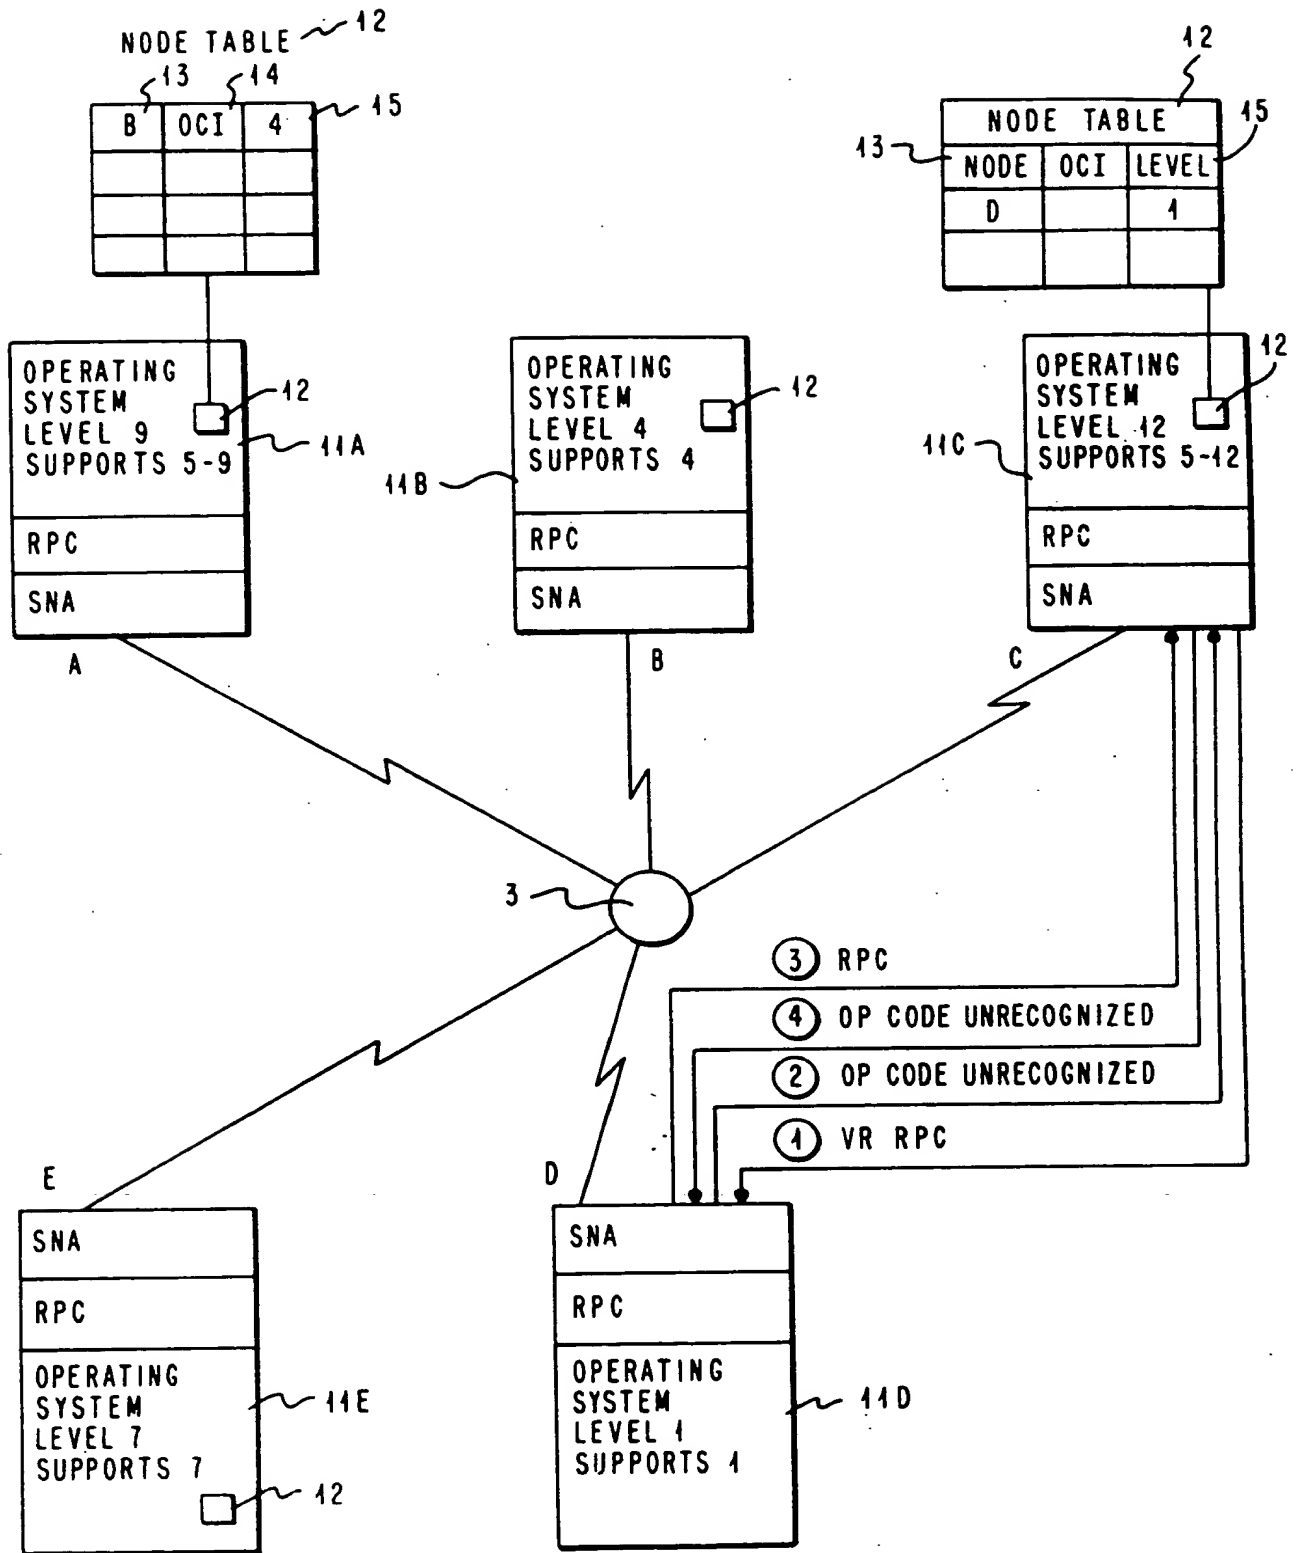 NODE TABLE 12
13 14 15
B OCI 4
OPERATING
SYSTEM
LEVEL 9
SUPPORTS 5-9
12
11A
RPC
SNA
A
OPERATING
SYSTEM
LEVEL 4
SUPPORTS 4
12
11B
RPC
SNA
B
12
NODE TABLE
13 15
NODE OCI LEVEL
D 1
OPERATING
SYSTEM
LEVEL 12
SUPPORTS 5-12
12
11C
RPC
SNA
C
3
3 RPC
4 OP CODE UNRECOGNIZED
2 OP CODE UNRECOGNIZED
1 VR RPC
E
SNA
RPC
OPERATING
SYSTEM
LEVEL 7
SUPPORTS 7
11E
12
D
SNA
RPC
OPERATING
SYSTEM
LEVEL 1
SUPPORTS 1
11D